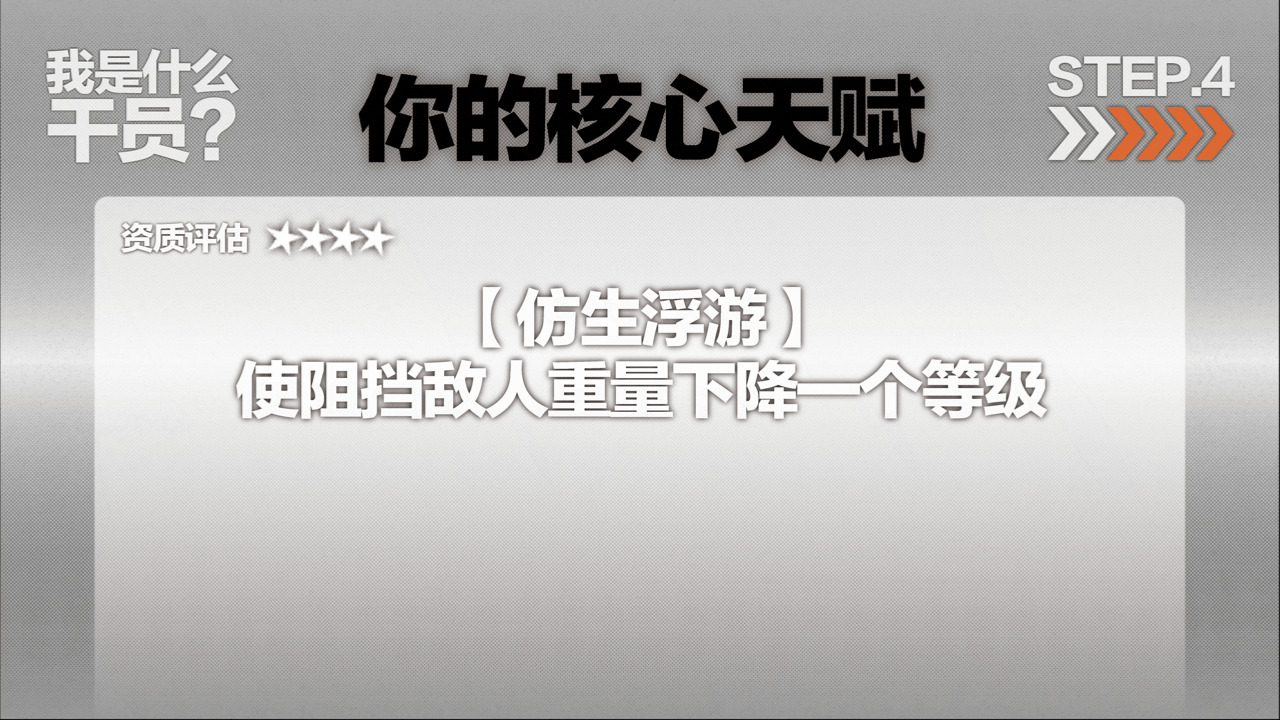 我是什么
干员?
你的核心天赋
STEP.4
资质评估 ★★★★
【仿生浮游】
使阻挡敌人重量下降一个等级